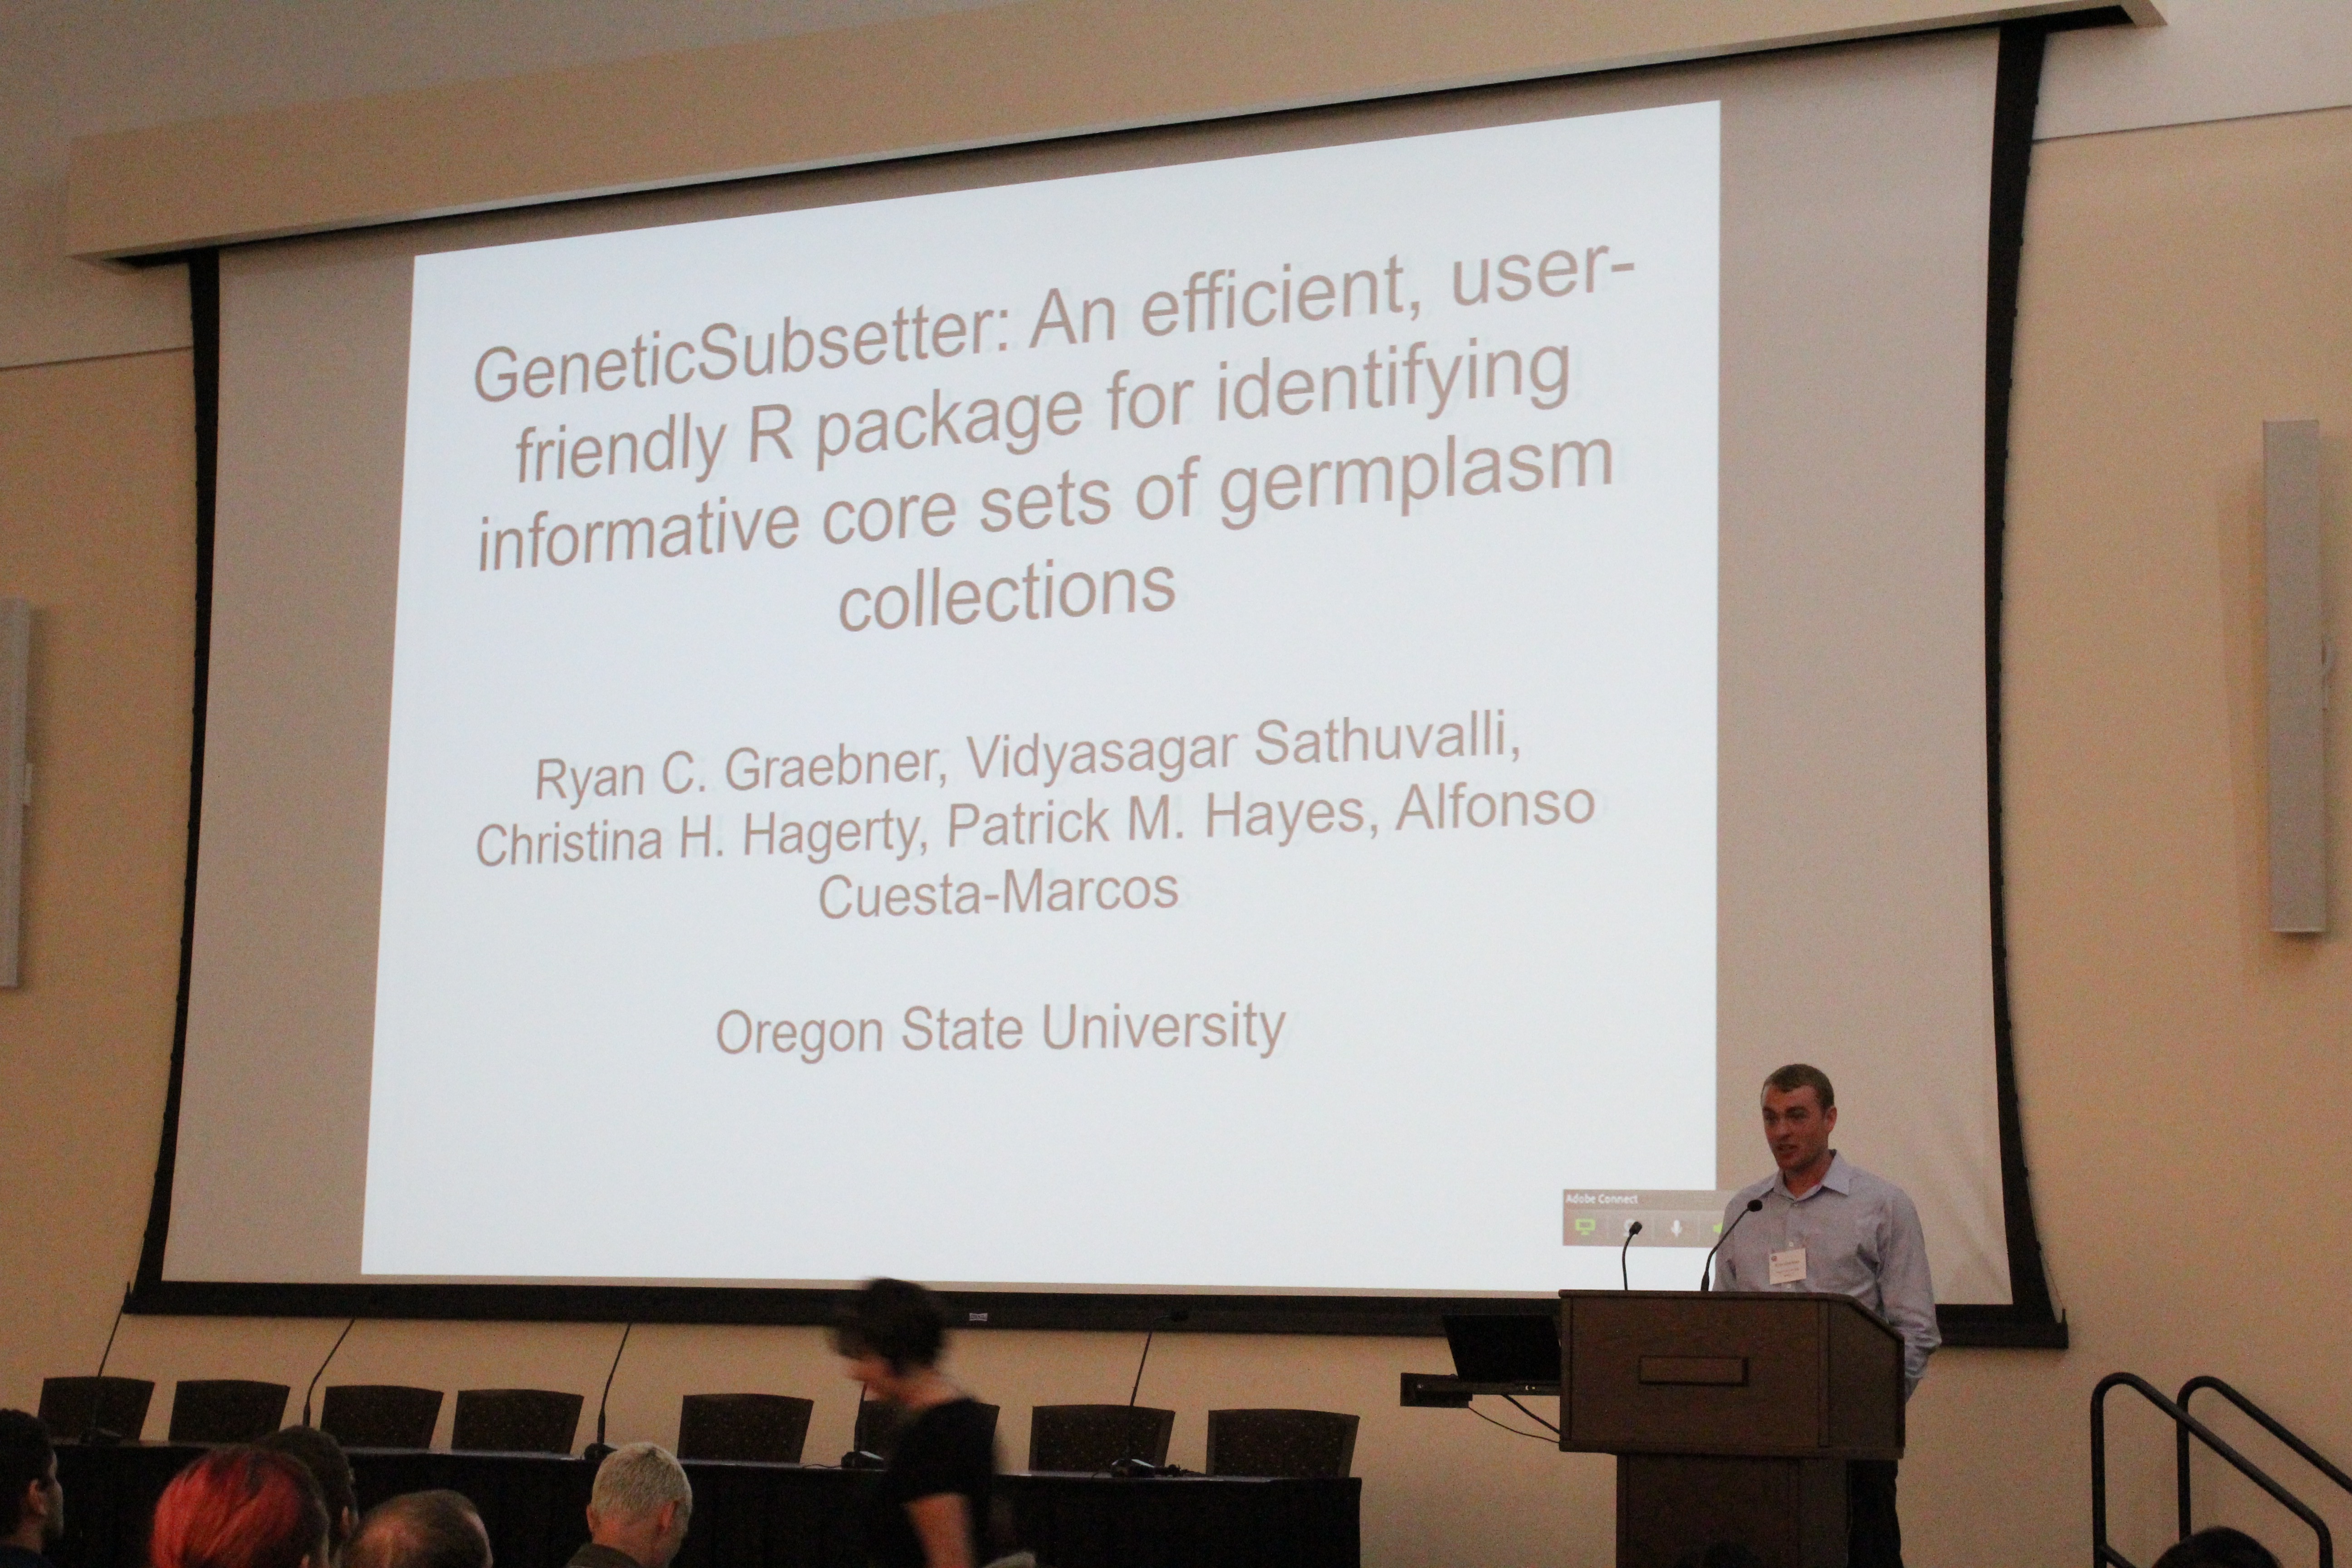 GeneticSubsetter: An efficient, user-
friendly R package for identifying
informative core sets of germplasm
collections
Ryan C. Graebner, Vidyasagar Sathuvalli,
Christina H. Hagerty, Patrick M. Hayes, Alfonso
Cuesta-Marcos
Oregon State University
Adobe Connect